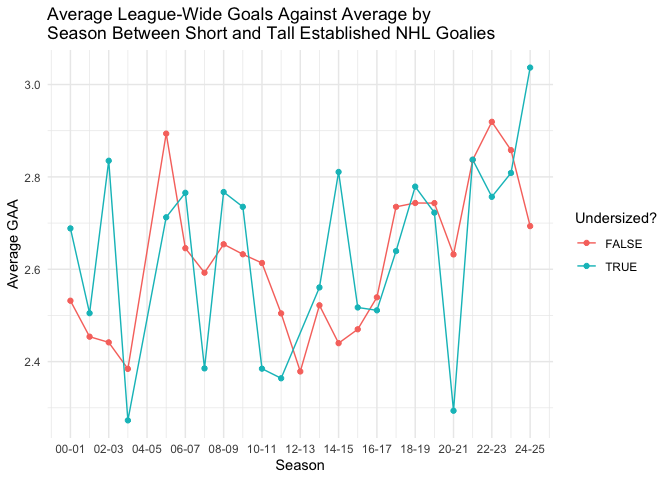 Average League-Wide Goals Against Average by
Season Between Short and Tall Established NHL Goalies
Average GAA
3.0
2.8
2.6
2.4
00-01 02-03 04-05 06-07 08-09 10-11 12-13 14-15 16-17 18-19 20-21 22-23 24-25
Season
Undersized?
FALSE
TRUE